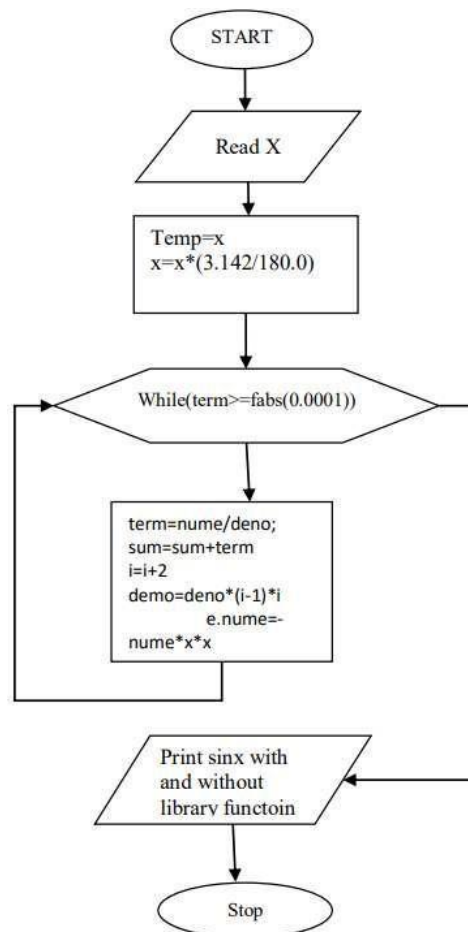 START
Read X
Temp=x
x=x*(3.142/180.0)
While(term>=fabs(0.0001))
term=nume/deno;
sum=sum+term
i=i+2
demo=deno*(i-1)*i
e.nume=-
nume*x*x
Print sinx with
and without
library functoin
Stop